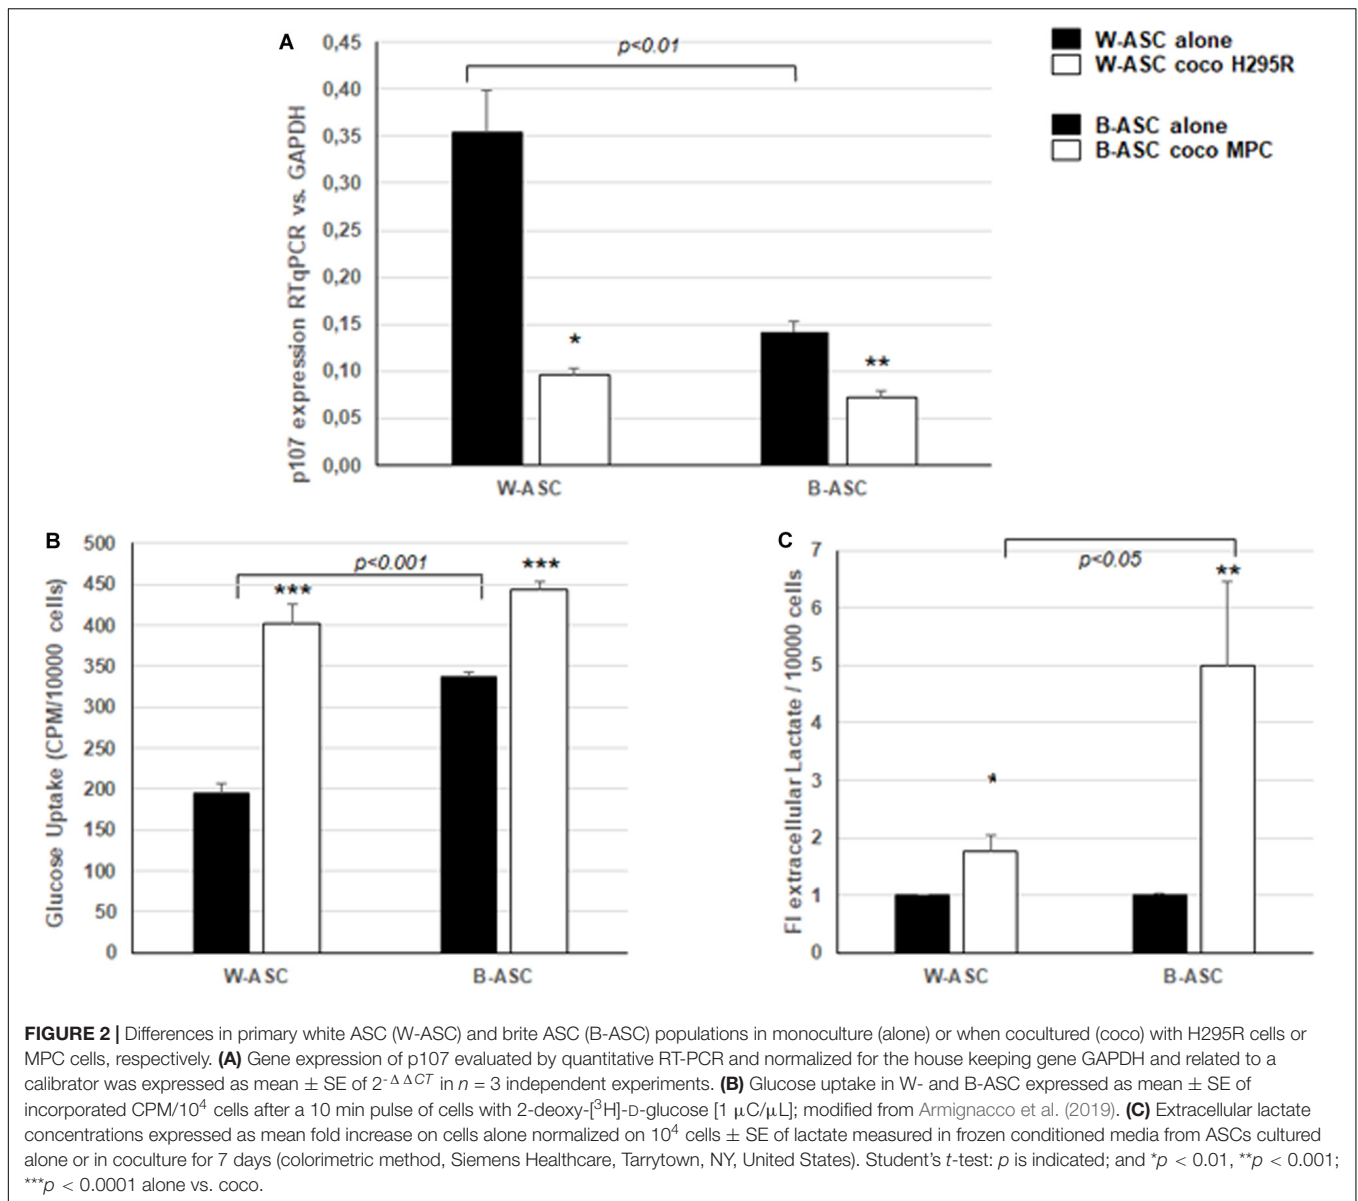 A
p107 expression RTqPCR vs. GAPDH
0,45
0,40
0,35
0,30
0,25
0,20
0,15
0,10
0,05
0,00
p<0.01
*
**
W-ASC
B-ASC
W-ASC alone
W-ASC coco H295R
B-ASC alone
B-ASC coco MPC
B
Glucose Uptake (CPM/10000 cells)
500
450
400
350
300
250
200
150
100
50
0
p<0.001
***
***
W-ASC
B-ASC
C
FI extracellular Lactate / 10000 cells
7
6
5
4
3
2
1
0
p<0.05
*
**
W-ASC
B-ASC
FIGURE 2 | Differences in primary white ASC (W-ASC) and brite ASC (B-ASC) populations in monoculture (alone) or when cocultured (coco) with H295R cells or
MPC cells, respectively. (A) Gene expression of p107 evaluated by quantitative RT-PCR and normalized for the house keeping gene GAPDH and related to a
calibrator was expressed as mean ± SE of 2-ΔΔCT in n = 3 independent experiments. (B) Glucose uptake in W- and B-ASC expressed as mean ± SE of
incorporated CPM/10⁴ cells after a 10 min pulse of cells with 2-deoxy-[³H]-D-glucose [1 μC/μL]; modified from Armignacco et al. (2019). (C) Extracellular lactate
concentrations expressed as mean fold increase on cells alone normalized on 10⁴ cells ± SE of lactate measured in frozen conditioned media from ASCs cultured
alone or in coculture for 7 days (colorimetric method, Siemens Healthcare, Tarrytown, NY, United States). Student's t-test: p is indicated; and *p < 0.01, **p < 0.001;
***p < 0.0001 alone vs. coco.